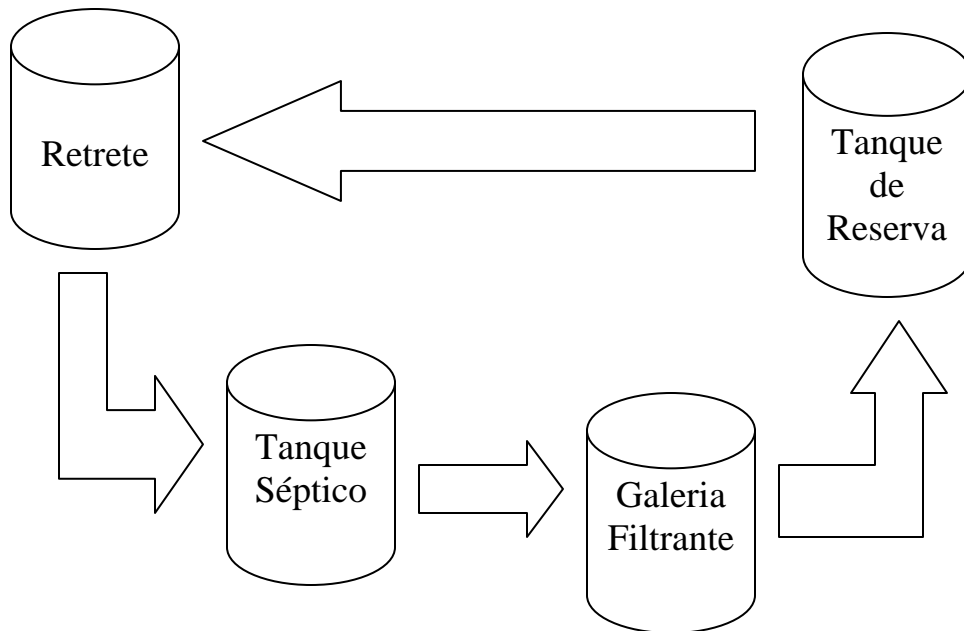 Retrete
Tanque
de
Reserva
Tanque
Séptico
Galeria
Filtrante